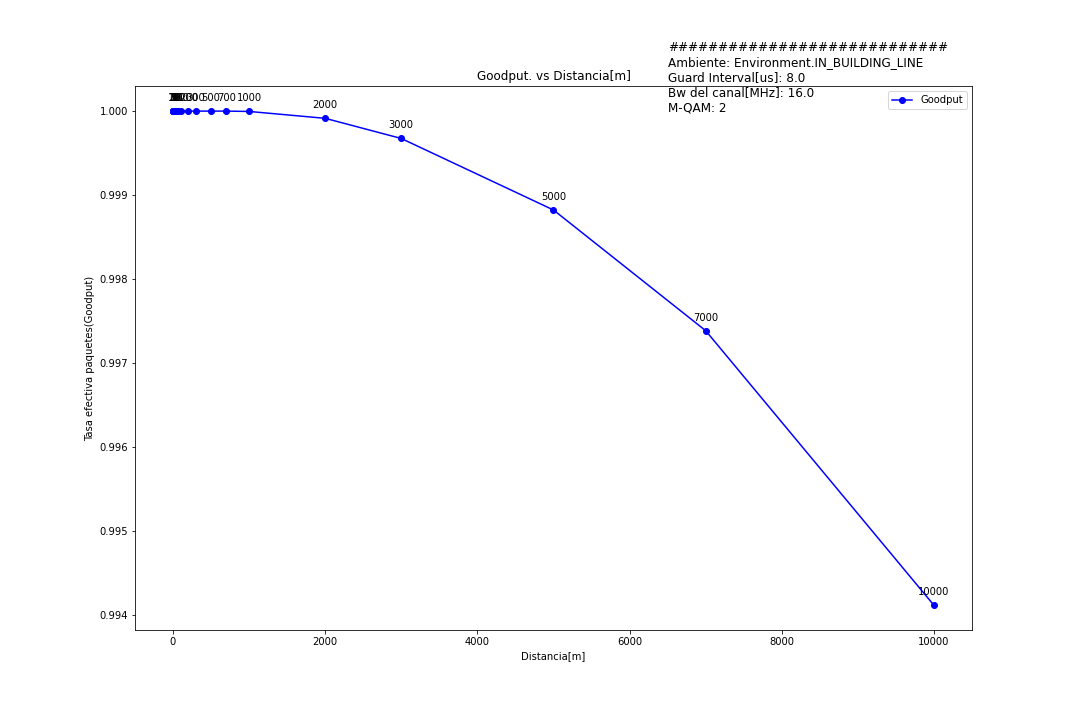 ###########################
Ambiente: Environment.IN_BUILDING_LINE
Guard Interval[us]: 8.0
Bw del canal[MHz]: 16.0
M-QAM: 2
Goodput. vs Distancia[m]
Goodput
500 700 1000
2000
3000
5000
7000
10000
1.000
0.999
0.998
0.997
0.996
0.995
0.994
Tasa efectiva paquetes(Goodput)
0 2000 4000 6000 8000 10000
Distancia[m]